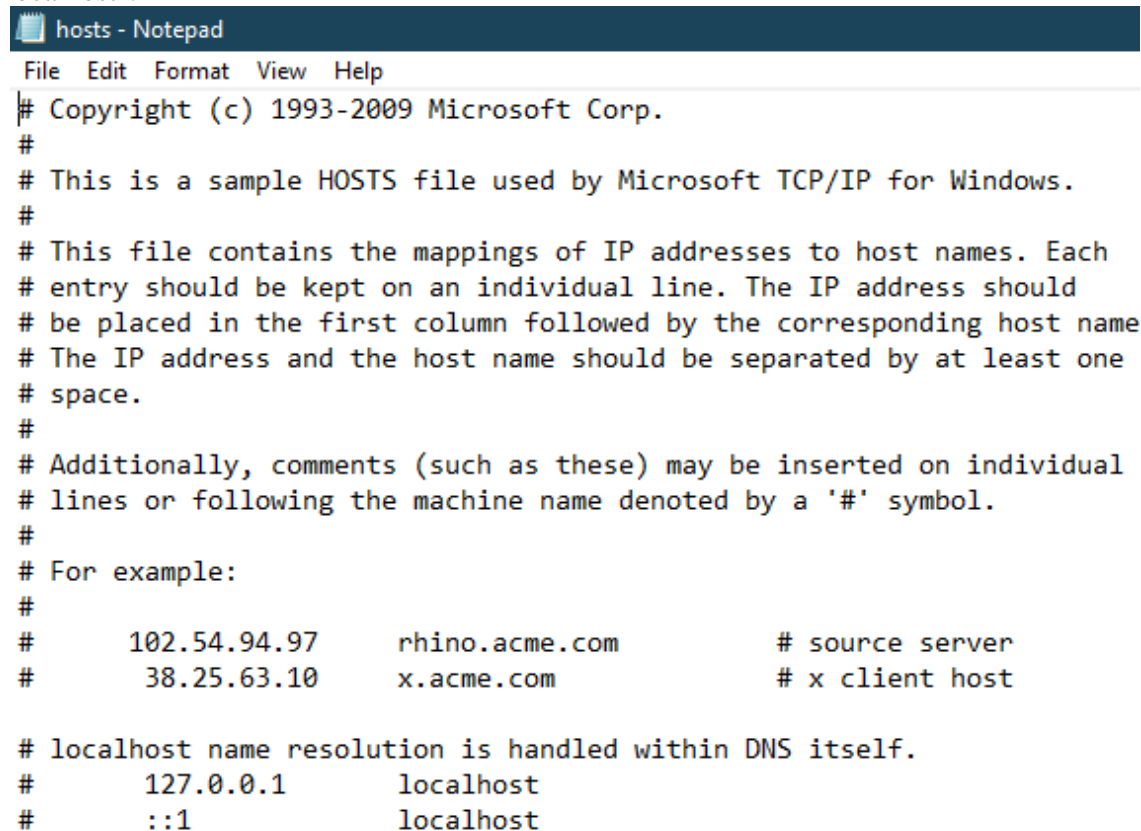 hosts - Notepad
File Edit Format View Help
# Copyright (c) 1993-2009 Microsoft Corp.
#
# This is a sample HOSTS file used by Microsoft TCP/IP for Windows.
#
# This file contains the mappings of IP addresses to host names. Each
# entry should be kept on an individual line. The IP address should
# be placed in the first column followed by the corresponding host name
# The IP address and the host name should be separated by at least one
# space.
#
# Additionally, comments (such as these) may be inserted on individual
# lines or following the machine name denoted by a '#' symbol.
#
# For example:
#
#      102.54.94.97     rhino.acme.com          # source server
#       38.25.63.10     x.acme.com              # x client host

# localhost name resolution is handled within DNS itself.
#       127.0.0.1       localhost
#       ::1             localhost